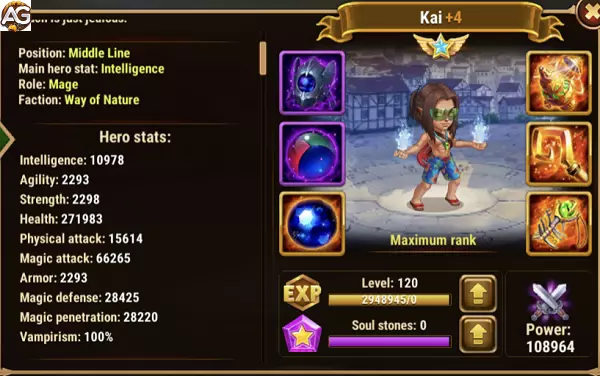 AG
Kai +4
Position: Middle Line
Main hero stat: Intelligence
Role: Mage
Faction: Way of Nature
Hero stats:
Intelligence: 10978
Agility: 2293
Strength: 2298
Health: 271983
Physical attack: 15614
Magic attack: 66265
Armor: 2293
Magic defense: 28425
Magic penetration: 28220
Vampirism: 100%
Maximum rank
EXP
Level: 120
2948945/0
Soul stones: 0
Power:
108964